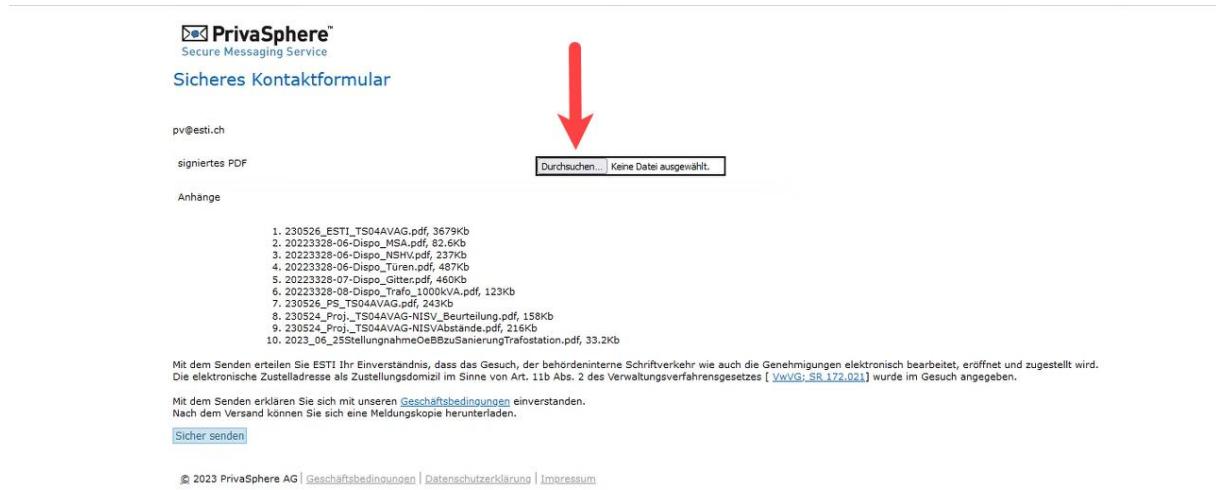 PrivaSphere™
Secure Messaging Service
Sicheres Kontaktformular
pv@esti.ch
signiertes PDF
Durchsuchen... Keine Datei ausgewählt.
Anhänge
1. 230526_ESTI_TS04AVAG.pdf, 3679Kb
2. 20223328-06-Dispo_MSA.pdf, 82.6Kb
3. 20223328-06-Dispo_NSHV.pdf, 237Kb
4. 20223328-06-Dispo_Türen.pdf, 487Kb
5. 20223328-07-Dispo_Gitter.pdf, 460Kb
6. 20223328-08-Dispo_Trafo_1000kVA.pdf, 123Kb
7. 230526_PS_TS04AVAG.pdf, 243Kb
8. 230524_Proj._TS04AVAG-NISV_Beurteilung.pdf, 158Kb
9. 230524_Proj._TS04AVAG-NISVAbstände.pdf, 216Kb
10. 2023_06_25StellungnahmeOeBBzuSanierungTrafostation.pdf, 33.2Kb
Mit dem Senden erteilen Sie ESTI Ihr Einverständnis, dass das Gesuch, der behördeninterne Schriftverkehr wie auch die Genehmigungen elektronisch bearbeitet, eröffnet und zugestellt wird.
Die elektronische Zustelladresse als Zustellungsdomizil im Sinne von Art. 11b Abs. 2 des Verwaltungsverfahrensgesetzes [ VwVG; SR 172.021] wurde im Gesuch angegeben.
Mit dem Senden erklären Sie sich mit unseren Geschäftsbedingungen einverstanden.
Nach dem Versand können Sie sich eine Meldungskopie herunterladen.
Sicher senden
© 2023 PrivaSphere AG | Geschäftsbedingungen | Datenschutzerklärung | Impressum